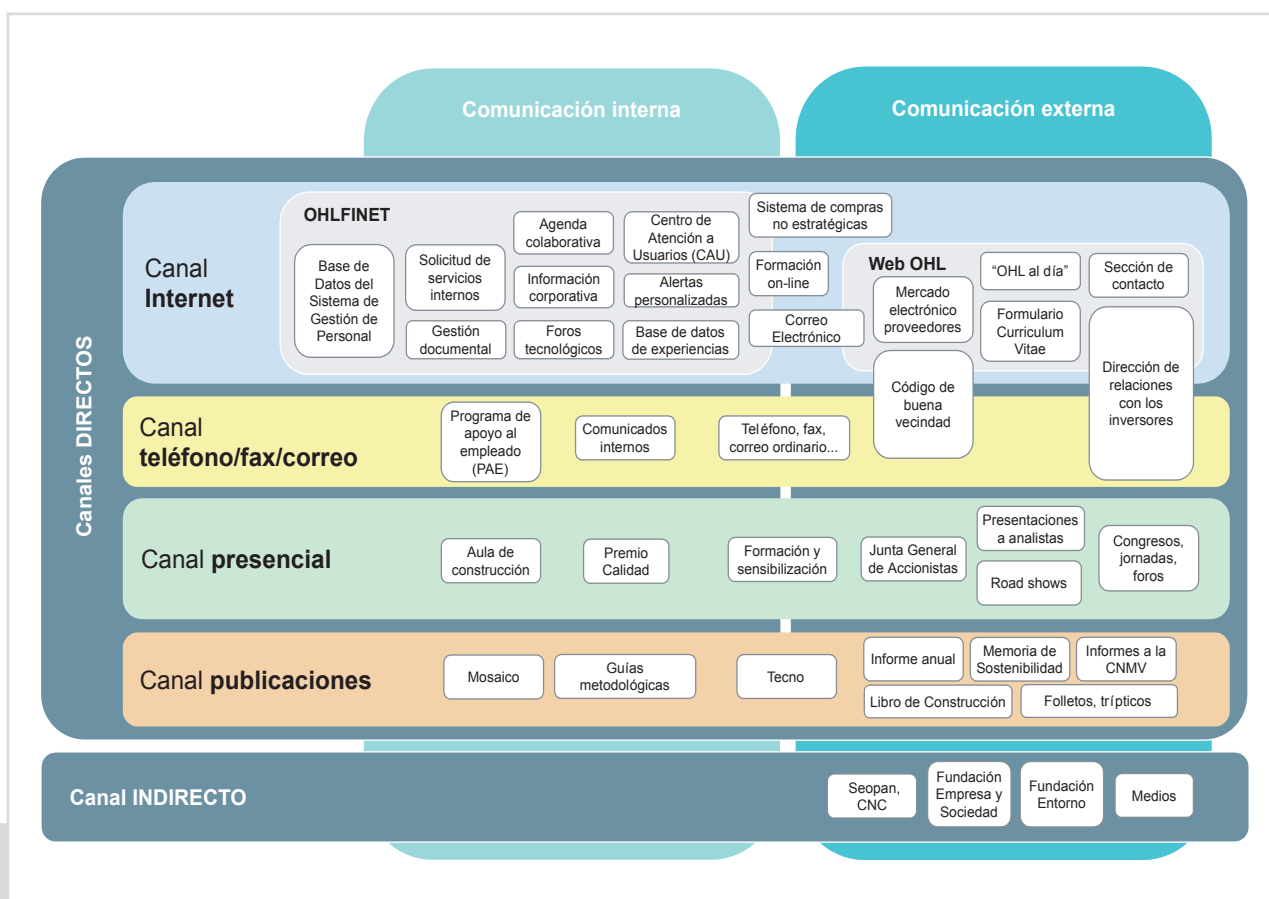 Comunicación interna
Comunicación externa
Canales DIRECTOS
Canal
Internet
OHLFINET
Base de
Datos del
Sistema de
Gestión de
Personal
Solicitud de
servicios
internos
Gestión
documental
Agenda
colaborativa
Información
corporativa
Foros
tecnológicos
Centro de
Atención a
Usuarios (CAU)
Alertas
personalizadas
Base de datos
de experiencias
Sistema de compras
no estratégicas
Formación
on-line
Correo
Electrónico
Web OHL
Mercado
electrónico
proveedores
Código de
buena
vecindad
“OHL al día”
Formulario
Curriculum
Vitae
Sección de
contacto
Dirección de
relaciones
con los
inversores
Canal
teléfono/fax/correo
Programa de
apoyo al
empleado
(PAE)
Comunicados
internos
Teléfono, fax,
correo ordinario...
Canal presencial
Aula de
construcción
Premio
Calidad
Formación y
sensibilización
Junta General
de Accionistas
Presentaciones
a analistas
Road shows
Congresos,
jornadas,
foros
Canal publicaciones
Mosaico
Guías
metodológicas
Tecno
Informe anual
Memoria de
Sostenibilidad
Informes a la
CNMV
Libro de Construcción
Folletos, trípticos
Canal INDIRECTO
Seopan,
CNC
Fundación
Empresa y
Sociedad
Fundación
Entorno
Medios